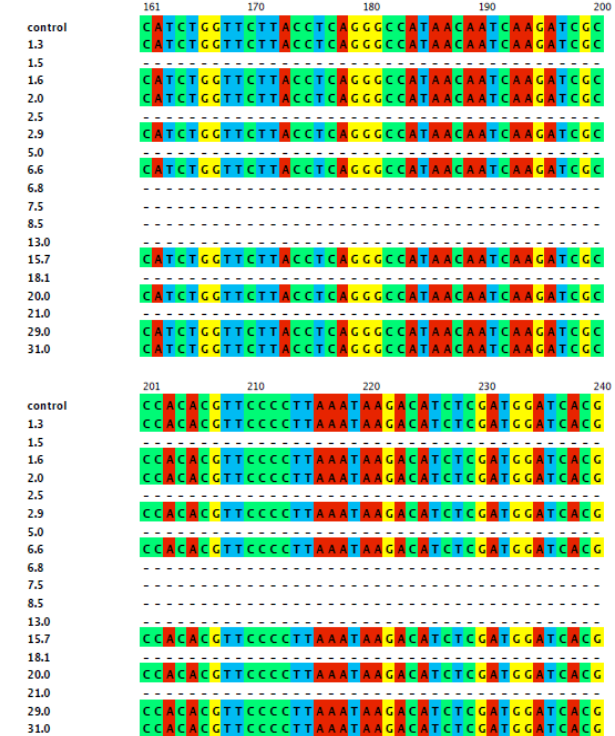 161 170 180 190 200
control CATCTGGTTCTTACCTCAGGGCCATAACAATCAAGATCGC
1.3 CATCTGGTTCTTACCTCAGGGCCATAACAATCAAGATCGC
1.5 ----------------------------------------
1.6 CATCTGGTTCTTACCTCAGGGCCATAACAATCAAGATCGC
2.0 CATCTGGTTCTTACCTCAGGGCCATAACAATCAAGATCGC
2.5 ----------------------------------------
2.9 CATCTGGTTCTTACCTCAGGGCCATAACAATCAAGATCGC
5.0 ----------------------------------------
6.6 CATCTGGTTCTTACCTCAGGGCCATAACAATCAAGATCGC
6.8 ----------------------------------------
7.5 ----------------------------------------
8.5 ----------------------------------------
13.0 ----------------------------------------
15.7 CATCTGGTTCTTACCTCAGGGCCATAACAATCAAGATCGC
18.1 ----------------------------------------
20.0 CATCTGGTTCTTACCTCAGGGCCATAACAATCAAGATCGC
21.0 ----------------------------------------
29.0 CATCTGGTTCTTACCTCAGGGCCATAACAATCAAGATCGC
31.0 CATCTGGTTCTTACCTCAGGGCCATAACAATCAAGATCGC
201 210 220 230 240
control CCACACGTTCCCCTTAAATAAGACATCTCGATGGATCACG
1.3 CCACACGTTCCCCTTAAATAAGACATCTCGATGGATCACG
1.5 ----------------------------------------
1.6 CCACACGTTCCCCTTAAATAAGACATCTCGATGGATCACG
2.0 CCACACGTTCCCCTTAAATAAGACATCTCGATGGATCACG
2.5 ----------------------------------------
2.9 CCACACGTTCCCCTTAAATAAGACATCTCGATGGATCACG
5.0 ----------------------------------------
6.6 CCACACGTTCCCCTTAAATAAGACATCTCGATGGATCACG
6.8 ----------------------------------------
7.5 ----------------------------------------
8.5 ----------------------------------------
13.0 ----------------------------------------
15.7 CCACACGTTCCCCTTAAATAAGACATCTCGATGGATCACG
18.1 ----------------------------------------
20.0 CCACACGTTCCCCTTAAATAAGACATCTCGATGGATCACG
21.0 ----------------------------------------
29.0 CCACACGTTCCCCTTAAATAAGACATCTCGATGGATCACG
31.0 CCACACGTTCCCCTTAAATAAGACATCTCGATGGATCACG